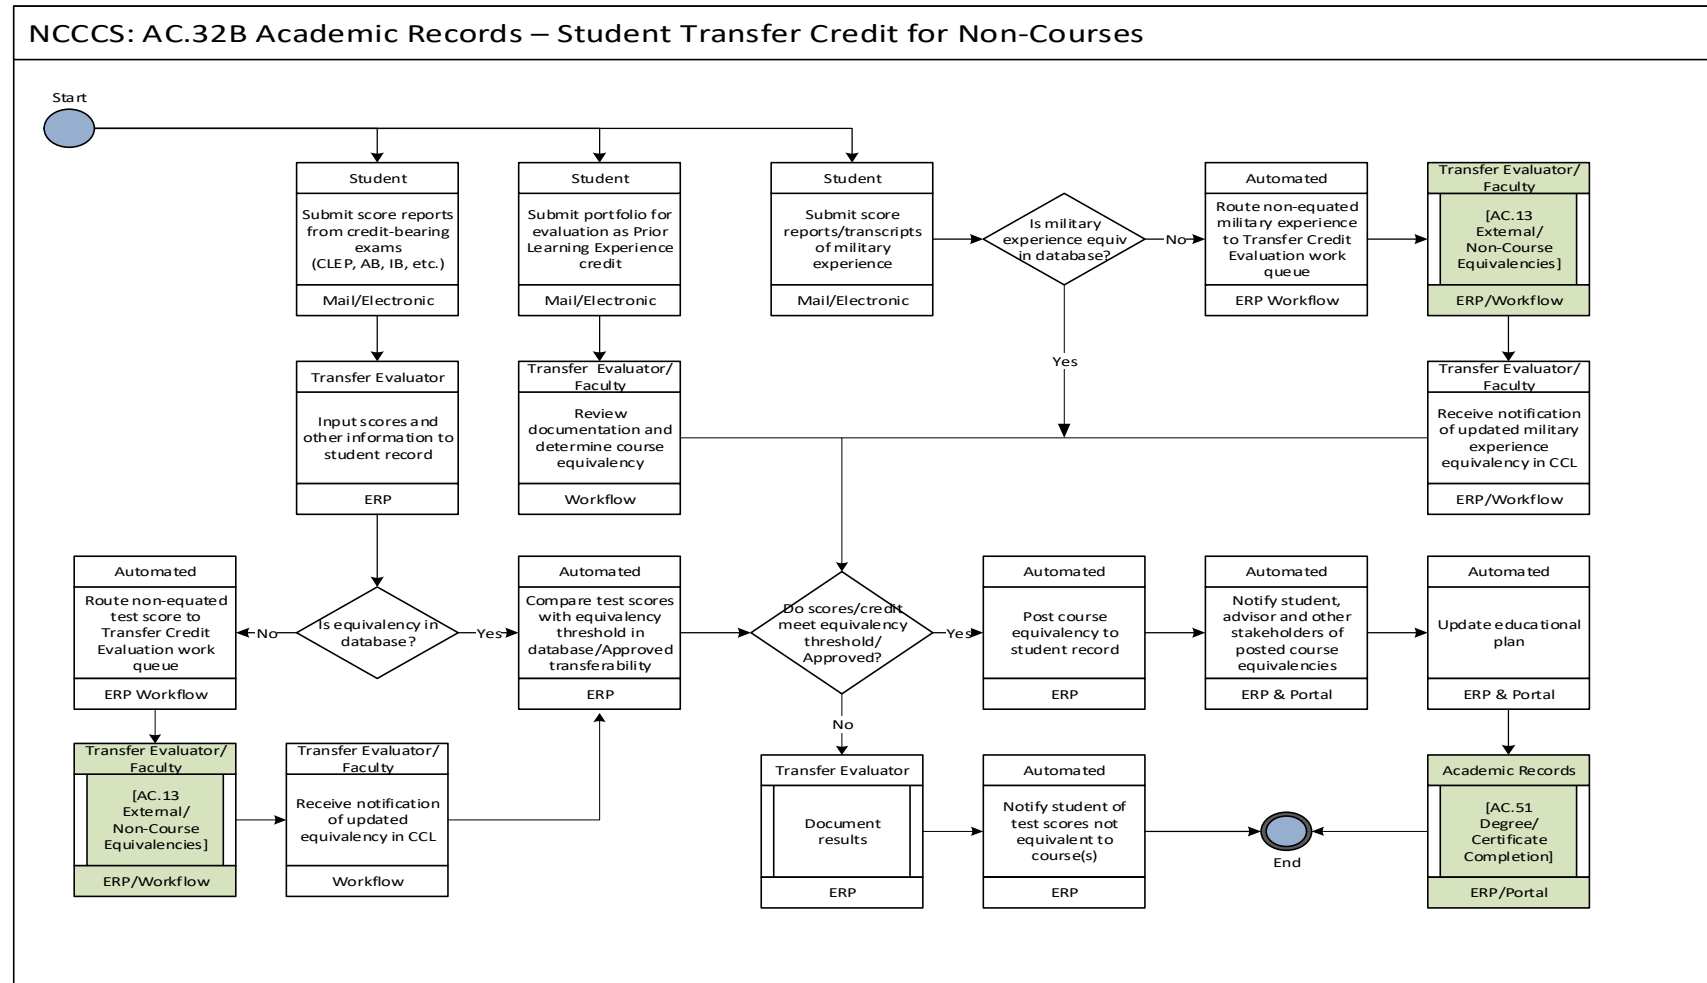 NCCCS: AC.32B Academic Records – Student Transfer Credit for Non-Courses
Start
Student
Submit score reports
from credit-bearing
exams
(CLEP, AB, IB, etc.)
Mail/Electronic
Student
Submit portfolio for
evaluation as Prior
Learning Experience
credit
Mail/Electronic
Student
Submit score
reports/transcripts
of military
experience
Mail/Electronic
Is military
experience equiv
in database?
No
Yes
Automated
Route non-equated
military experience
to Transfer Credit
Evaluation work
queue
ERP Workflow
Transfer Evaluator/
Faculty
[AC.13
External/
Non-Course
Equivalencies]
ERP/Workflow
Transfer Evaluator
Input scores and
other information to
student record
ERP
Transfer Evaluator/
Faculty
Review
documentation and
determine course
equivalency
Workflow
Transfer Evaluator/
Faculty
Receive notification
of updated military
experience
equivalency in CCL
ERP/Workflow
Automated
Route non-equated
test score to
Transfer Credit
Evaluation work
queue
ERP Workflow
No
Is equivalency in
database?
Yes
Automated
Compare test scores
with equivalency
threshold in
database/Approved
transferability
ERP
Do scores/credit
meet equivalency
threshold/
Approved?
Yes
No
Automated
Post course
equivalency to
student record
ERP
Automated
Notify student,
advisor and other
stakeholders of
posted course
equivalencies
ERP & Portal
Automated
Update educational
plan
ERP & Portal
Transfer Evaluator/
Faculty
[AC.13
External/
Non-Course
Equivalencies]
ERP/Workflow
Transfer Evaluator/
Faculty
Receive notification
of updated
equivalency in CCL
Workflow
Transfer Evaluator
Document
results
ERP
Automated
Notify student of
test scores not
equivalent to
course(s)
ERP
End
Academic Records
[AC.51
Degree/
Certificate
Completion]
ERP/Portal